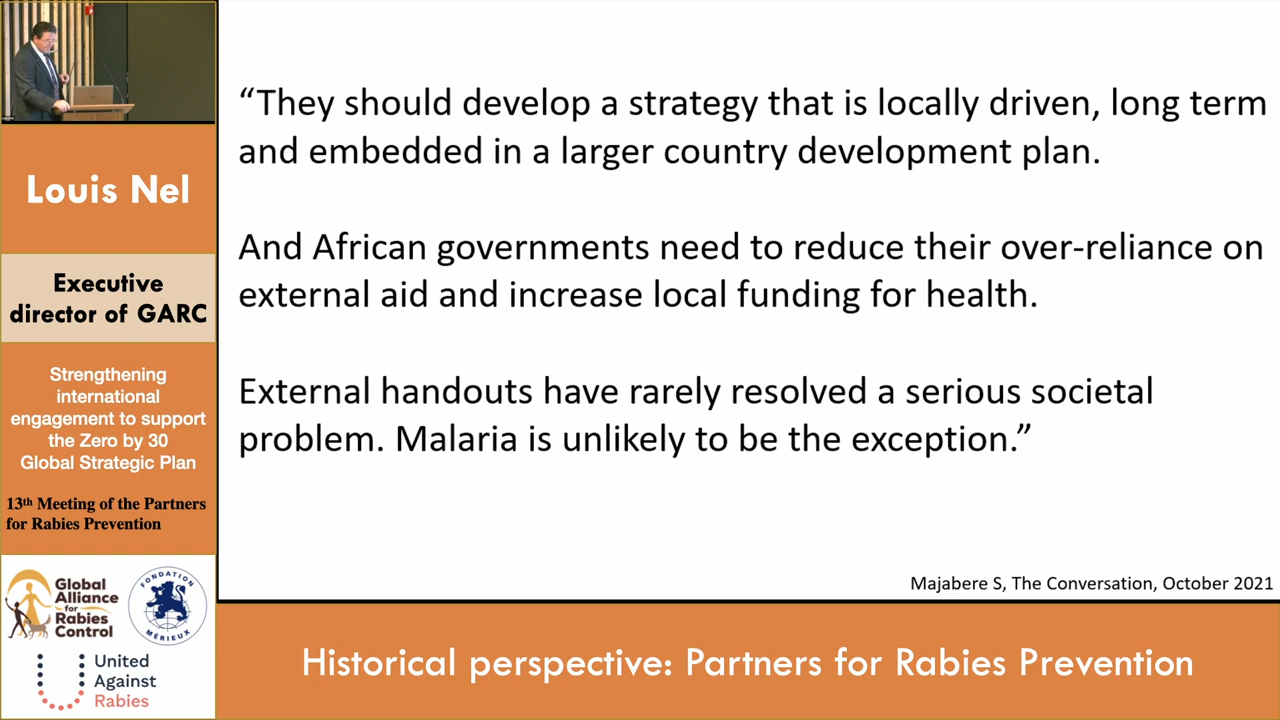 Louis Nel
Executive
director of GARC
Strengthening
international
engagement to support
the Zero by 30
Global Strategic Plan
13th Meeting of the Partners
for Rabies Prevention
Global
Alliance
for
Rabies
Control
FONDATION
MÉRIEUX
United
Against
Rabies
“They should develop a strategy that is locally driven, long term
and embedded in a larger country development plan.
And African governments need to reduce their over-reliance on
external aid and increase local funding for health.
External handouts have rarely resolved a serious societal
problem. Malaria is unlikely to be the exception.”
Majabere S, The Conversation, October 2021
Historical perspective: Partners for Rabies Prevention